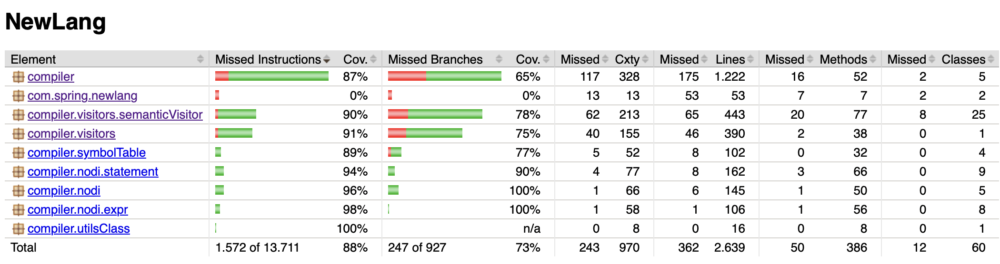 NewLang
Element Missed Instructions Cov. Missed Branches Cov. Missed Cxty Missed Lines Missed Methods Missed Classes
compiler 87% 65% 117 328 175 1.222 16 52 2 5
com.spring.newlang 0% 0% 13 13 53 53 7 7 2 2
compiler.visitors.semanticVisitor 90% 78% 62 213 65 443 20 77 8 25
compiler.visitors 91% 75% 40 155 46 390 2 38 0 1
compiler.symbolTable 89% 77% 5 52 8 102 0 32 0 4
compiler.nodi.statement 94% 90% 4 77 8 162 3 66 0 9
compiler.nodi 96% 100% 1 66 6 145 1 50 0 5
compiler.nodi.expr 98% 100% 1 58 1 106 1 56 0 8
compiler.utilsClass 100% n/a 0 8 0 16 0 8 0 1
Total 1.572 of 13.711 88% 247 of 927 73% 243 970 362 2.639 50 386 12 60